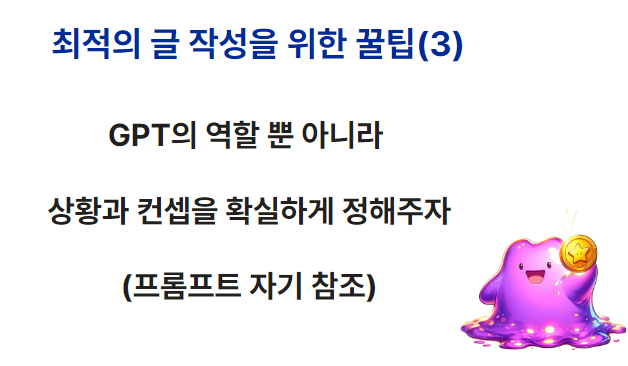 최적의 글 작성을 위한 꿀팁(3)
GPT의 역할 뿐 아니라
상황과 컨셉을 확실하게 정해주자
(프롬프트 자기 참조)